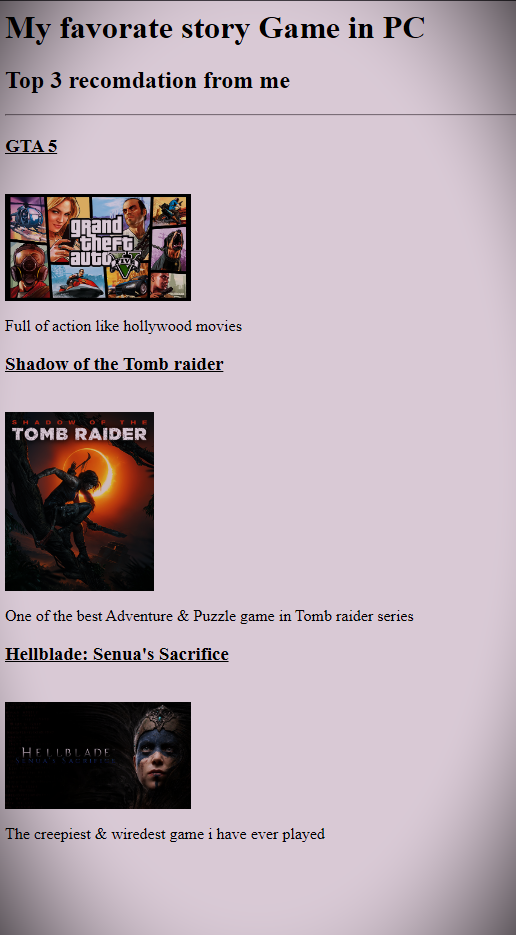 My favorate story Game in PC
Top 3 recomdation from me
GTA 5
grand
theft
auto V
Full of action like hollywood movies
Shadow of the Tomb raider
SHADOW OF THE
TOMB RAIDER
One of the best Adventure & Puzzle game in Tomb raider series
Hellblade: Senua's Sacrifice
HELLBLADE
SENUA'S SACRIFICE
The creepiest & wiredest game i have ever played